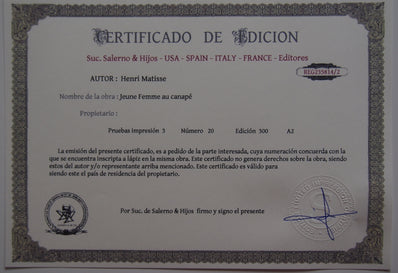 CERTIFICADO DE EDICION
Suc. Salerno & Hijos - USA - SPAIN - ITALY - FRANCE - Editores
REG235814/2
AUTOR : Henri Matisse
Nombre de la obra : Jeune Femme au canapé
Propietario :
Pruebas impresión 3 Número 20 Edición 300 A2
La emisión del presente certificado, es a pedido de la parte interesada, cuya numeración concuerda con la
que se encuentra inscripta a lápiz en la misma obra. Este certificado no genera derechos sobre la obra, siendo
estos del autor y/o representante arriba mencionado. Este certificado es válido para
siendo este el país de residencia del propietario.
Por Suc. de Salerno & Hijos firmo y signo el presente